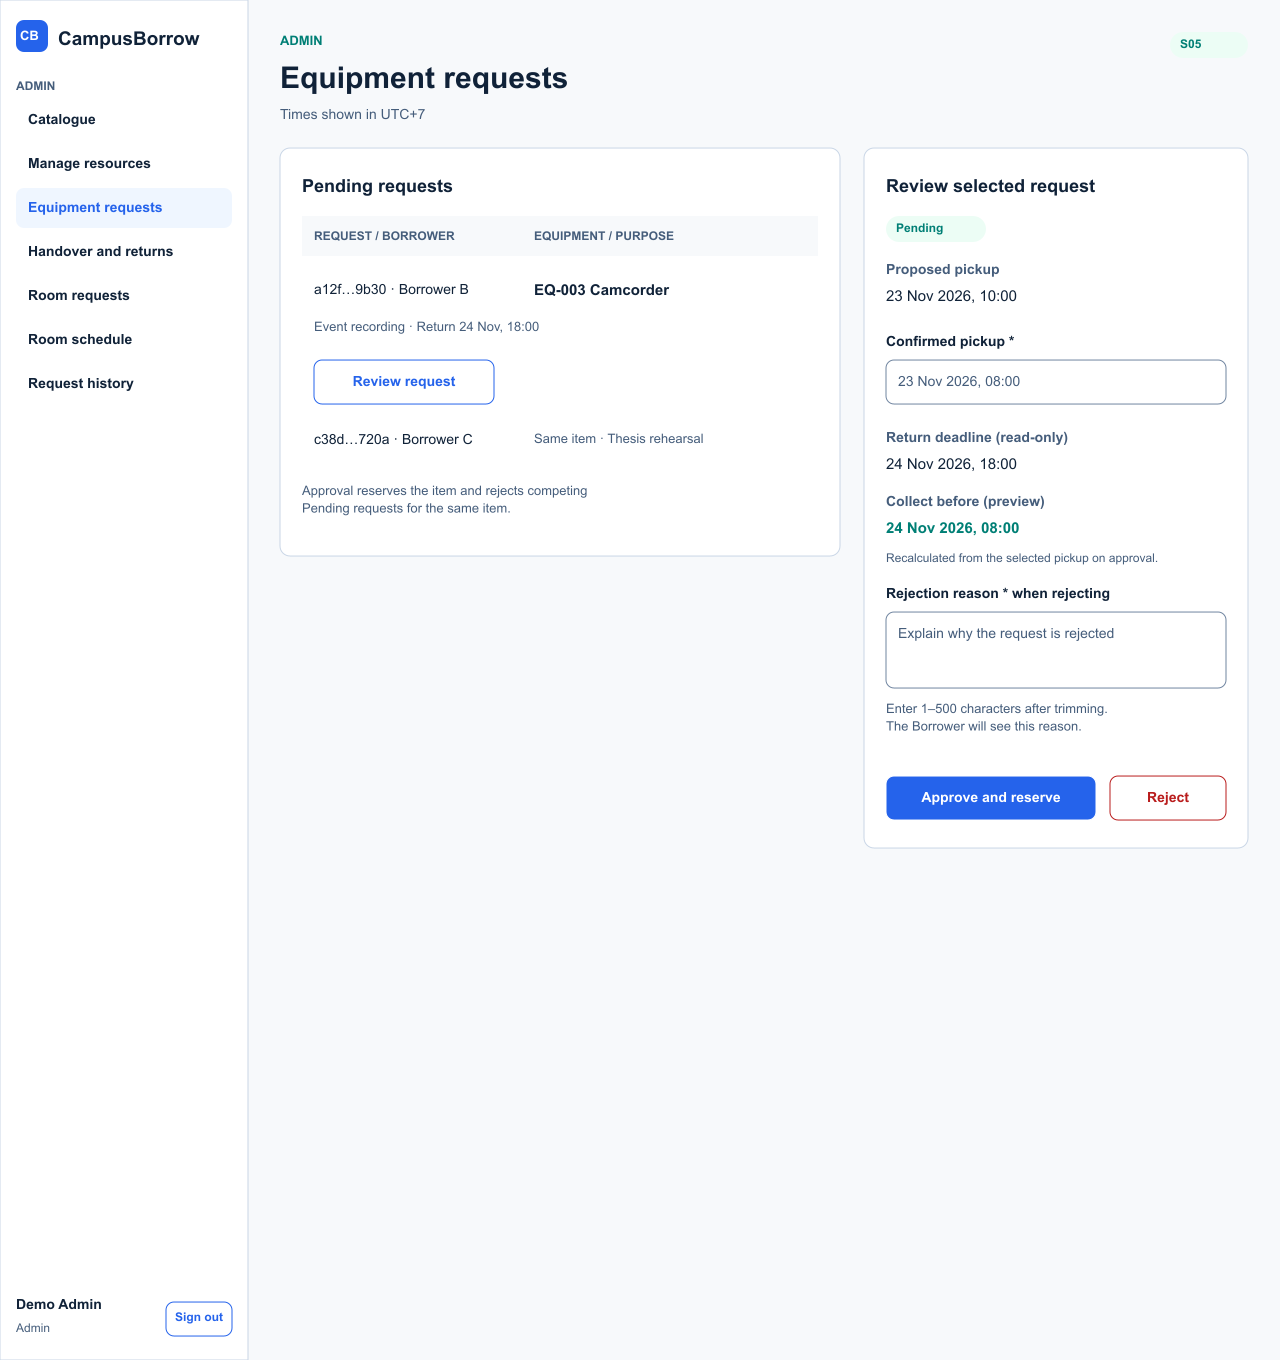 CB
CampusBorrow
ADMIN
Catalogue
Manage resources
Equipment requests
Handover and returns
Room requests
Room schedule
Request history
Demo Admin
Admin
Sign out
ADMIN
S05
Equipment requests
Times shown in UTC+7
Pending requests
REQUEST / BORROWER EQUIPMENT / PURPOSE
a12f…9b30 · Borrower B EQ-003 Camcorder
Event recording · Return 24 Nov, 18:00
Review request
c38d…720a · Borrower C Same item · Thesis rehearsal
Approval reserves the item and rejects competing
Pending requests for the same item.
Review selected request
Pending
Proposed pickup
23 Nov 2026, 10:00
Confirmed pickup *
23 Nov 2026, 08:00
Return deadline (read-only)
24 Nov 2026, 18:00
Collect before (preview)
24 Nov 2026, 08:00
Recalculated from the selected pickup on approval.
Rejection reason * when rejecting
Explain why the request is rejected
Enter 1–500 characters after trimming.
The Borrower will see this reason.
Approve and reserve
Reject